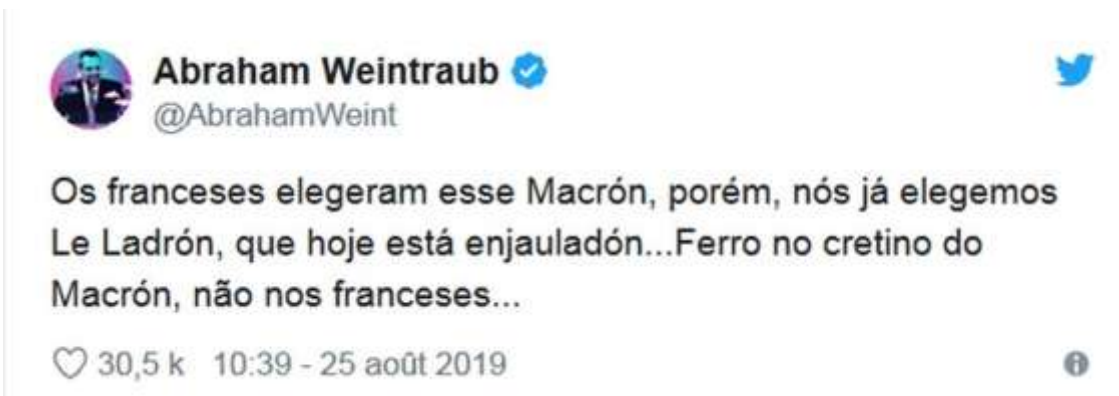 Abraham Weintraub
@AbrahamWeint
Os franceses elegeram esse Macrón, porém, nós já elegemos
Le Ladrón, que hoje está enjauladón...Ferro no cretino do
Macrón, não nos franceses...
30,5 k 10:39 - 25 août 2019